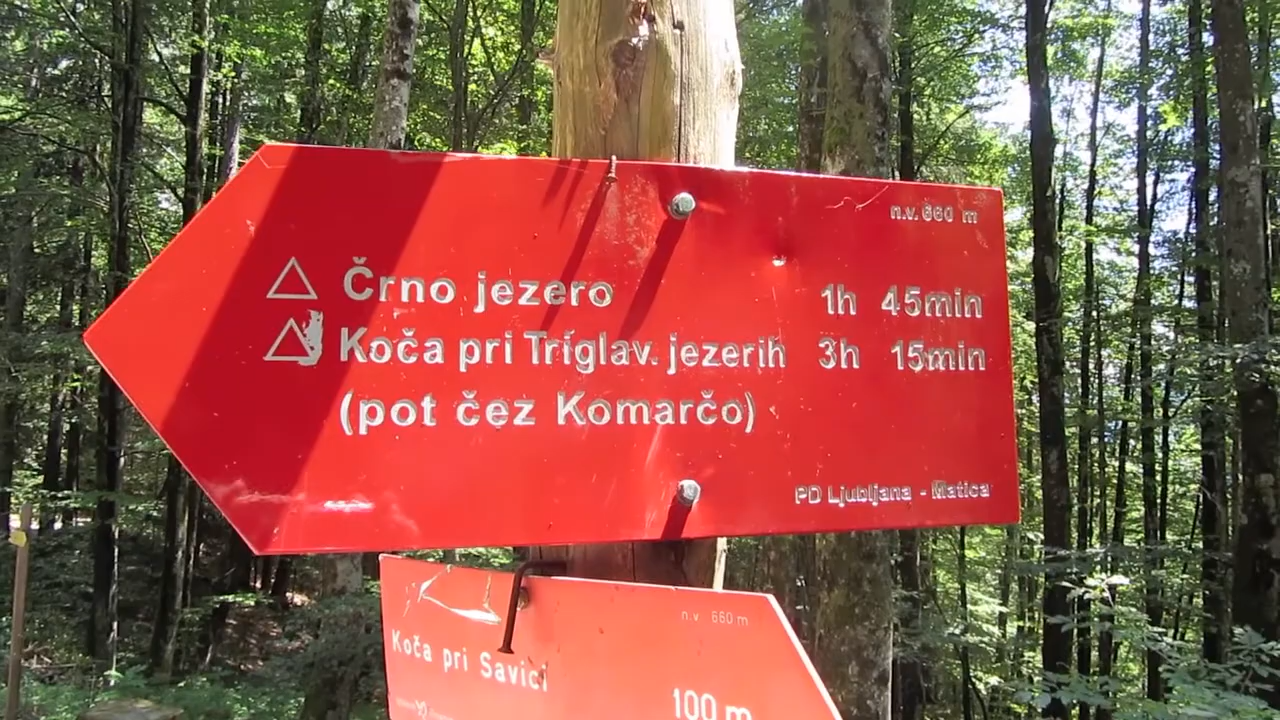 n.v. 660 m
Črno jezero 1h 45min
Koča pri Triglav. jezerih 3h 15min
(pot čez Komarčo)
PD Ljubljana - Matica
n.v. 660 m
Koča pri Savici
100 m